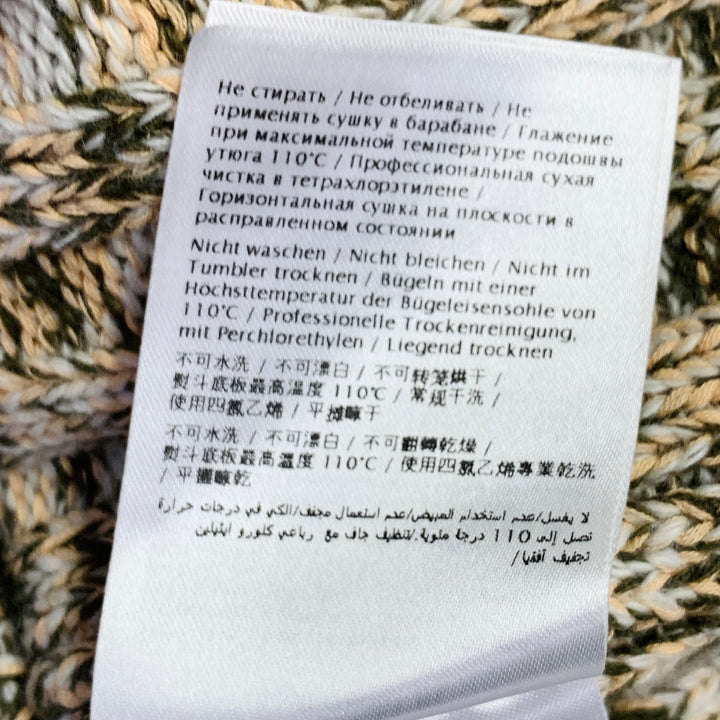 Не стирать / Не отбеливать / Не
применять сушку в барабане / Глажение
при максимальной температуре подошвы
утюга 110°C / Профессиональная сухая
чистка в тетрахлорэтилене /
Горизонтальная сушка на плоскости в
расправленном состоянии
Nicht waschen / Nicht bleichen / Nicht im
Tumbler trocknen / Bügeln mit einer
Höchsttemperatur der Bügeleisensohle von
110°C / Professionelle Trockenreinigung,
mit Perchlorethylen / Liegend trocknen
不可水洗 / 不可漂白 / 不可转笼烘干 /
熨斗底板最高温度 110°C / 常规干洗 /
使用四氯乙烯 / 平摊晾干
不可水洗 / 不可漂白 / 不可翻轉乾燥 /
熨斗底板最高溫度 110°C / 使用四氯乙烯專業乾洗
/ 平攤晾乾
لا يغسل/عدم استخدام المبيض/عدم استعمال مجفف/الكي في درجات حرارة
تصل إلى 110 درجة مئوية./تنظيف جاف مع رباعي كلورو ايثيلين
تجفيف أفقيا/